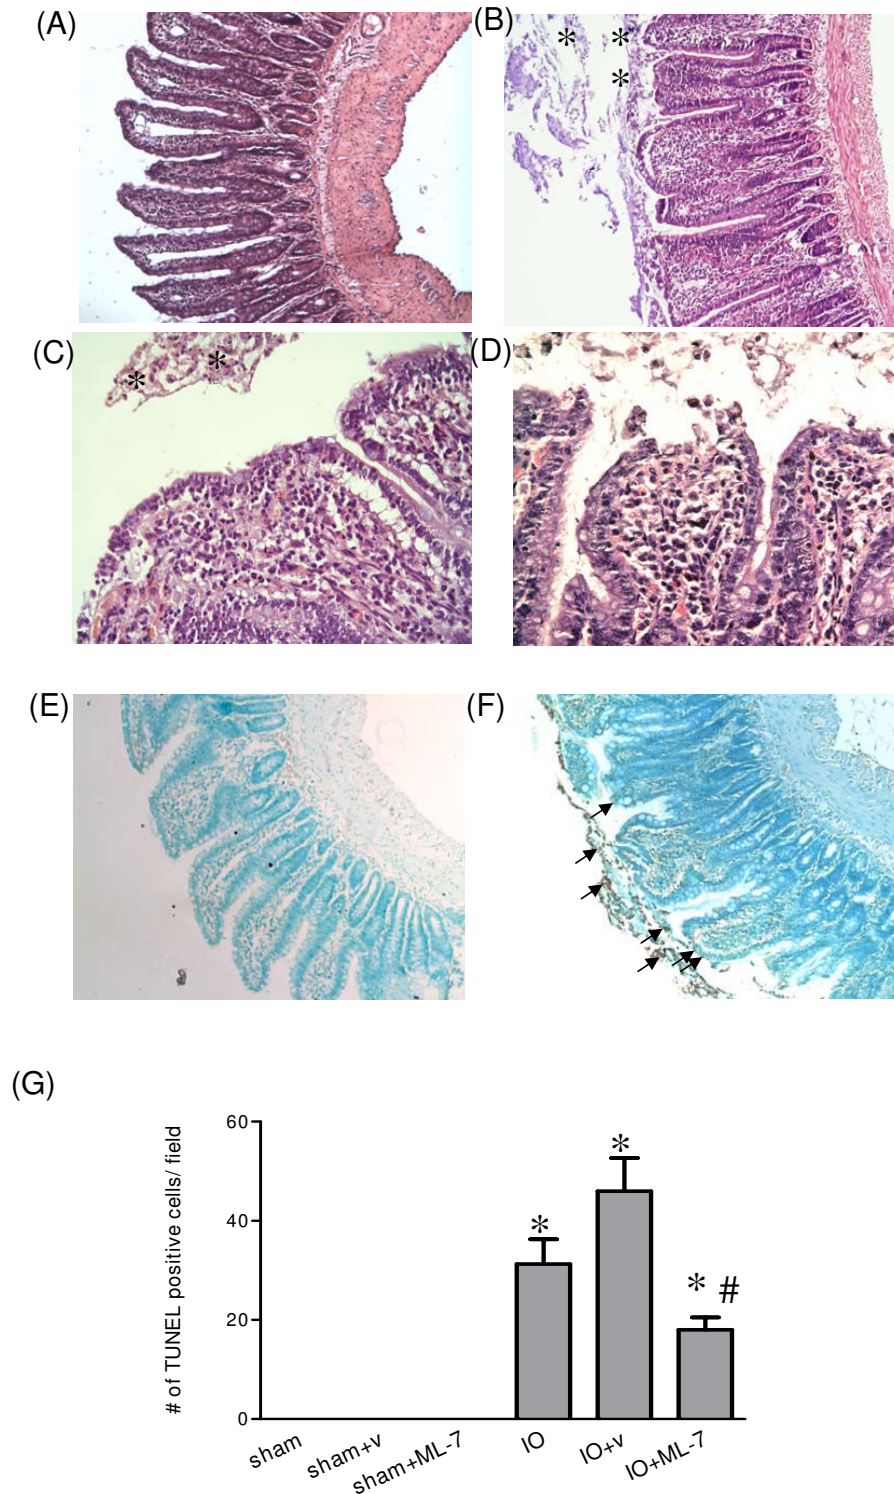 (A)
(B)
* * *
(C)
* *
(D)
(E)
(F)
(G)
# of TUNEL positive cells/ field
60
40
20
0
*
*
* #
sham
sham+v
sham+ML-7
IO
IO+v
IO+ML-7